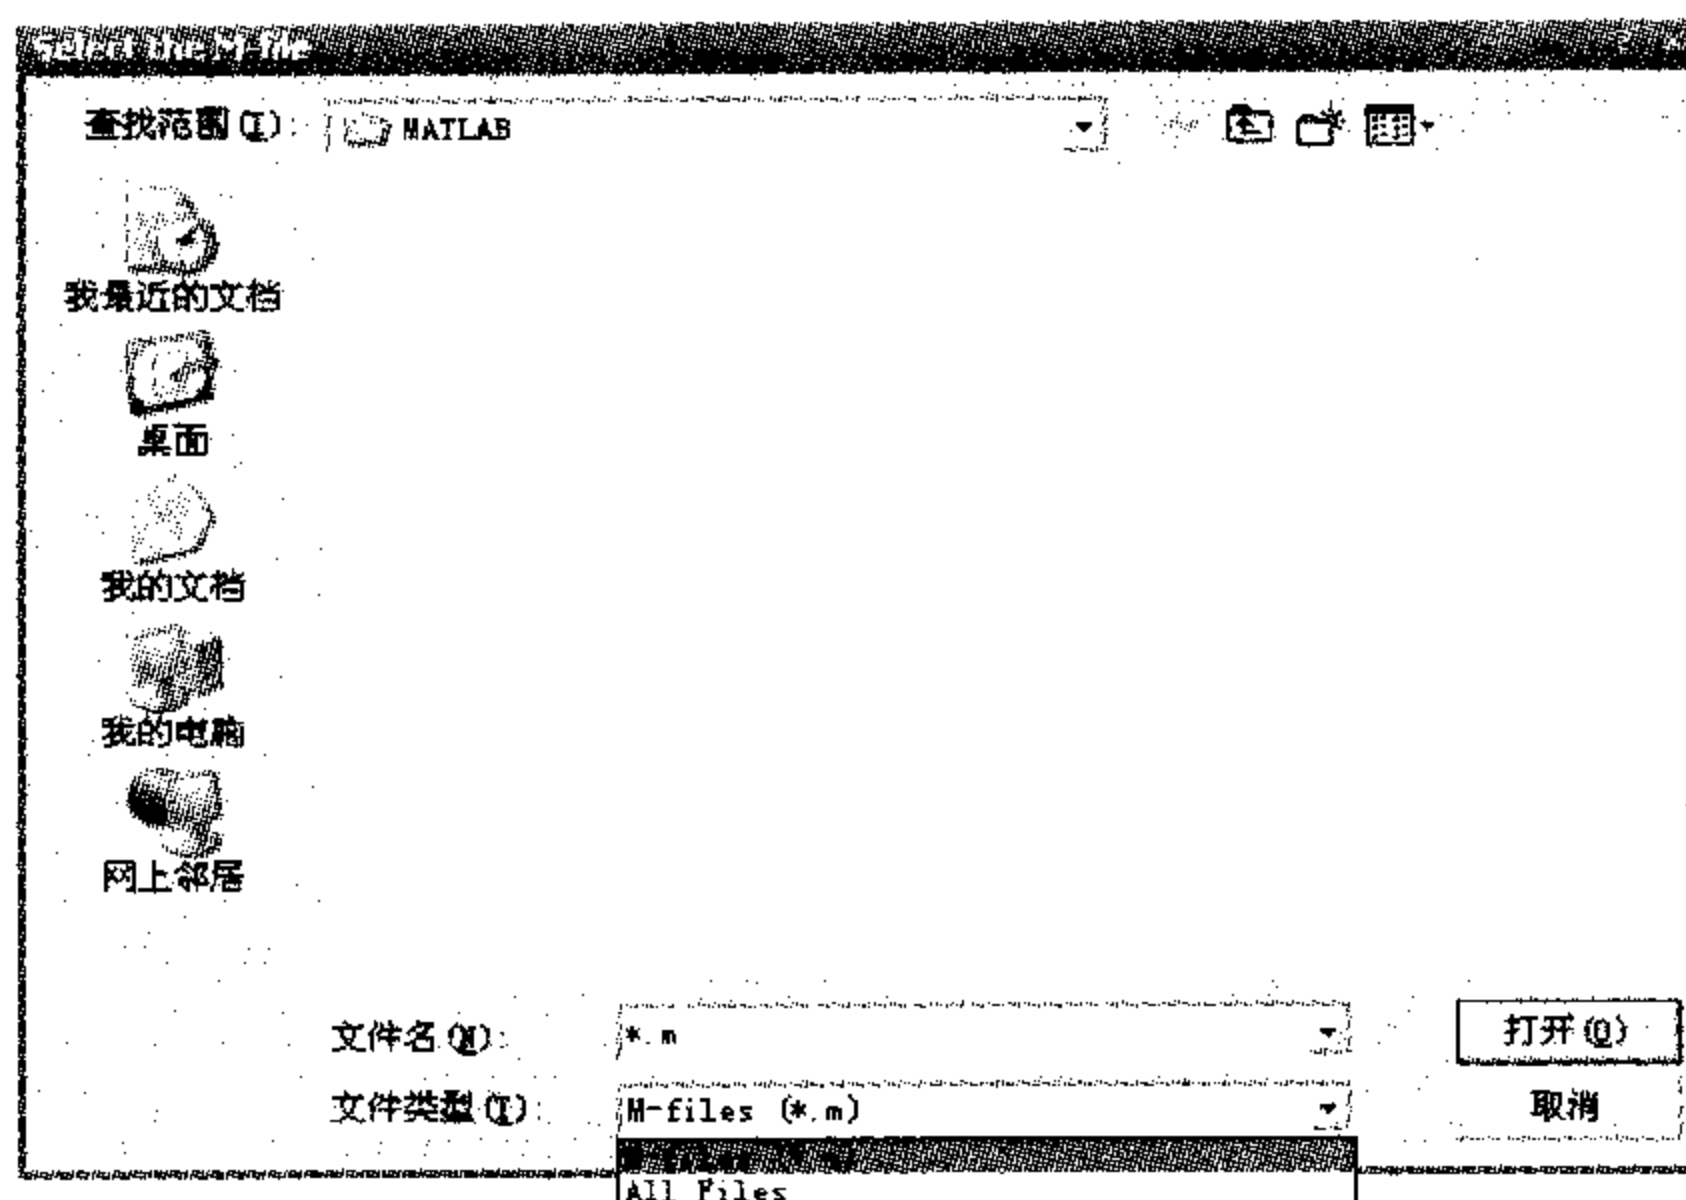 Select the M-file
查找范围(I): MATLAB
我最近的文档
桌面
我的文档
我的电脑
网上邻居
文件名(N): *.m 打开(O)
文件类型(T): M-files (*.m) 取消
M-files (*.m)
All Files